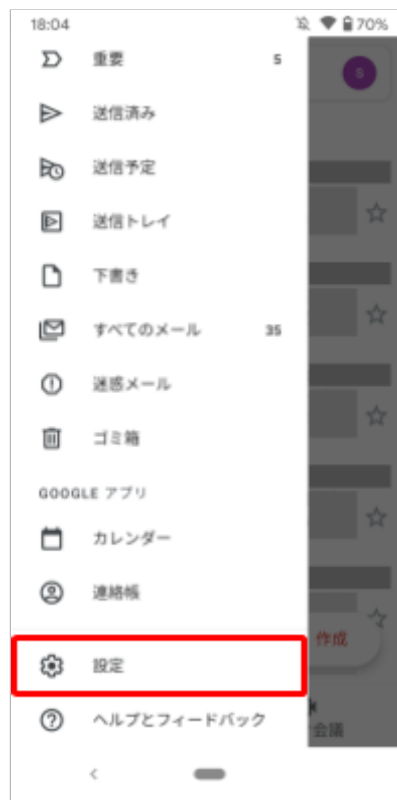 18:04
70%
重要
5
S
送信済み
送信予定
送信トレイ
下書き
すべてのメール
35
迷惑メール
ゴミ箱
GOOGLE アプリ
カレンダー
連絡帳
作成
設定
ヘルプとフィードバック
会議